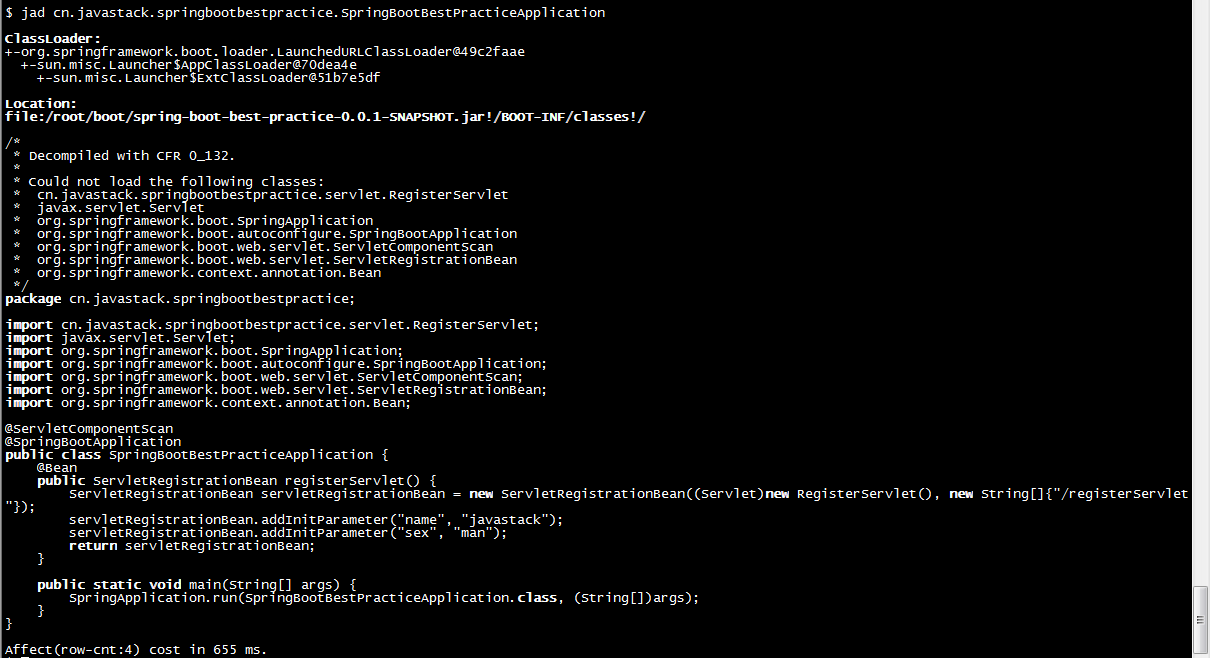 $ jad cn.javastack.springbootbestpractice.SpringBootBestPracticeApplication
ClassLoader:
+-org.springframework.boot.loader.LaunchedURLClassLoader@49c2faae
  +-sun.misc.Launcher$AppClassLoader@70dea4e
    +-sun.misc.Launcher$ExtClassLoader@51b7e5df
Location:
file:/root/boot/spring-boot-best-practice-0.0.1-SNAPSHOT.jar!/BOOT-INF/classes!/
/*
 * Decompiled with CFR 0_132.
 *
 * Could not load the following classes:
 *  cn.javastack.springbootbestpractice.servlet.RegisterServlet
 *  javax.servlet.Servlet
 *  org.springframework.boot.SpringApplication
 *  org.springframework.boot.autoconfigure.SpringBootApplication
 *  org.springframework.boot.web.servlet.ServletComponentScan
 *  org.springframework.boot.web.servlet.ServletRegistrationBean
 *  org.springframework.context.annotation.Bean
 */
package cn.javastack.springbootbestpractice;
import cn.javastack.springbootbestpractice.servlet.RegisterServlet;
import javax.servlet.Servlet;
import org.springframework.boot.SpringApplication;
import org.springframework.boot.autoconfigure.SpringBootApplication;
import org.springframework.boot.web.servlet.ServletComponentScan;
import org.springframework.boot.web.servlet.ServletRegistrationBean;
import org.springframework.context.annotation.Bean;
@ServletComponentScan
@SpringBootApplication
public class SpringBootBestPracticeApplication {
    @Bean
    public ServletRegistrationBean registerServlet() {
        ServletRegistrationBean servletRegistrationBean = new ServletRegistrationBean((Servlet)new RegisterServlet(), new String[]{"/registerServlet
"});
        servletRegistrationBean.addInitParameter("name", "javastack");
        servletRegistrationBean.addInitParameter("sex", "man");
        return servletRegistrationBean;
    }
    public static void main(String[] args) {
        SpringApplication.run(SpringBootBestPracticeApplication.class, (String[])args);
    }
}
Affect(row-cnt:4) cost in 655 ms.